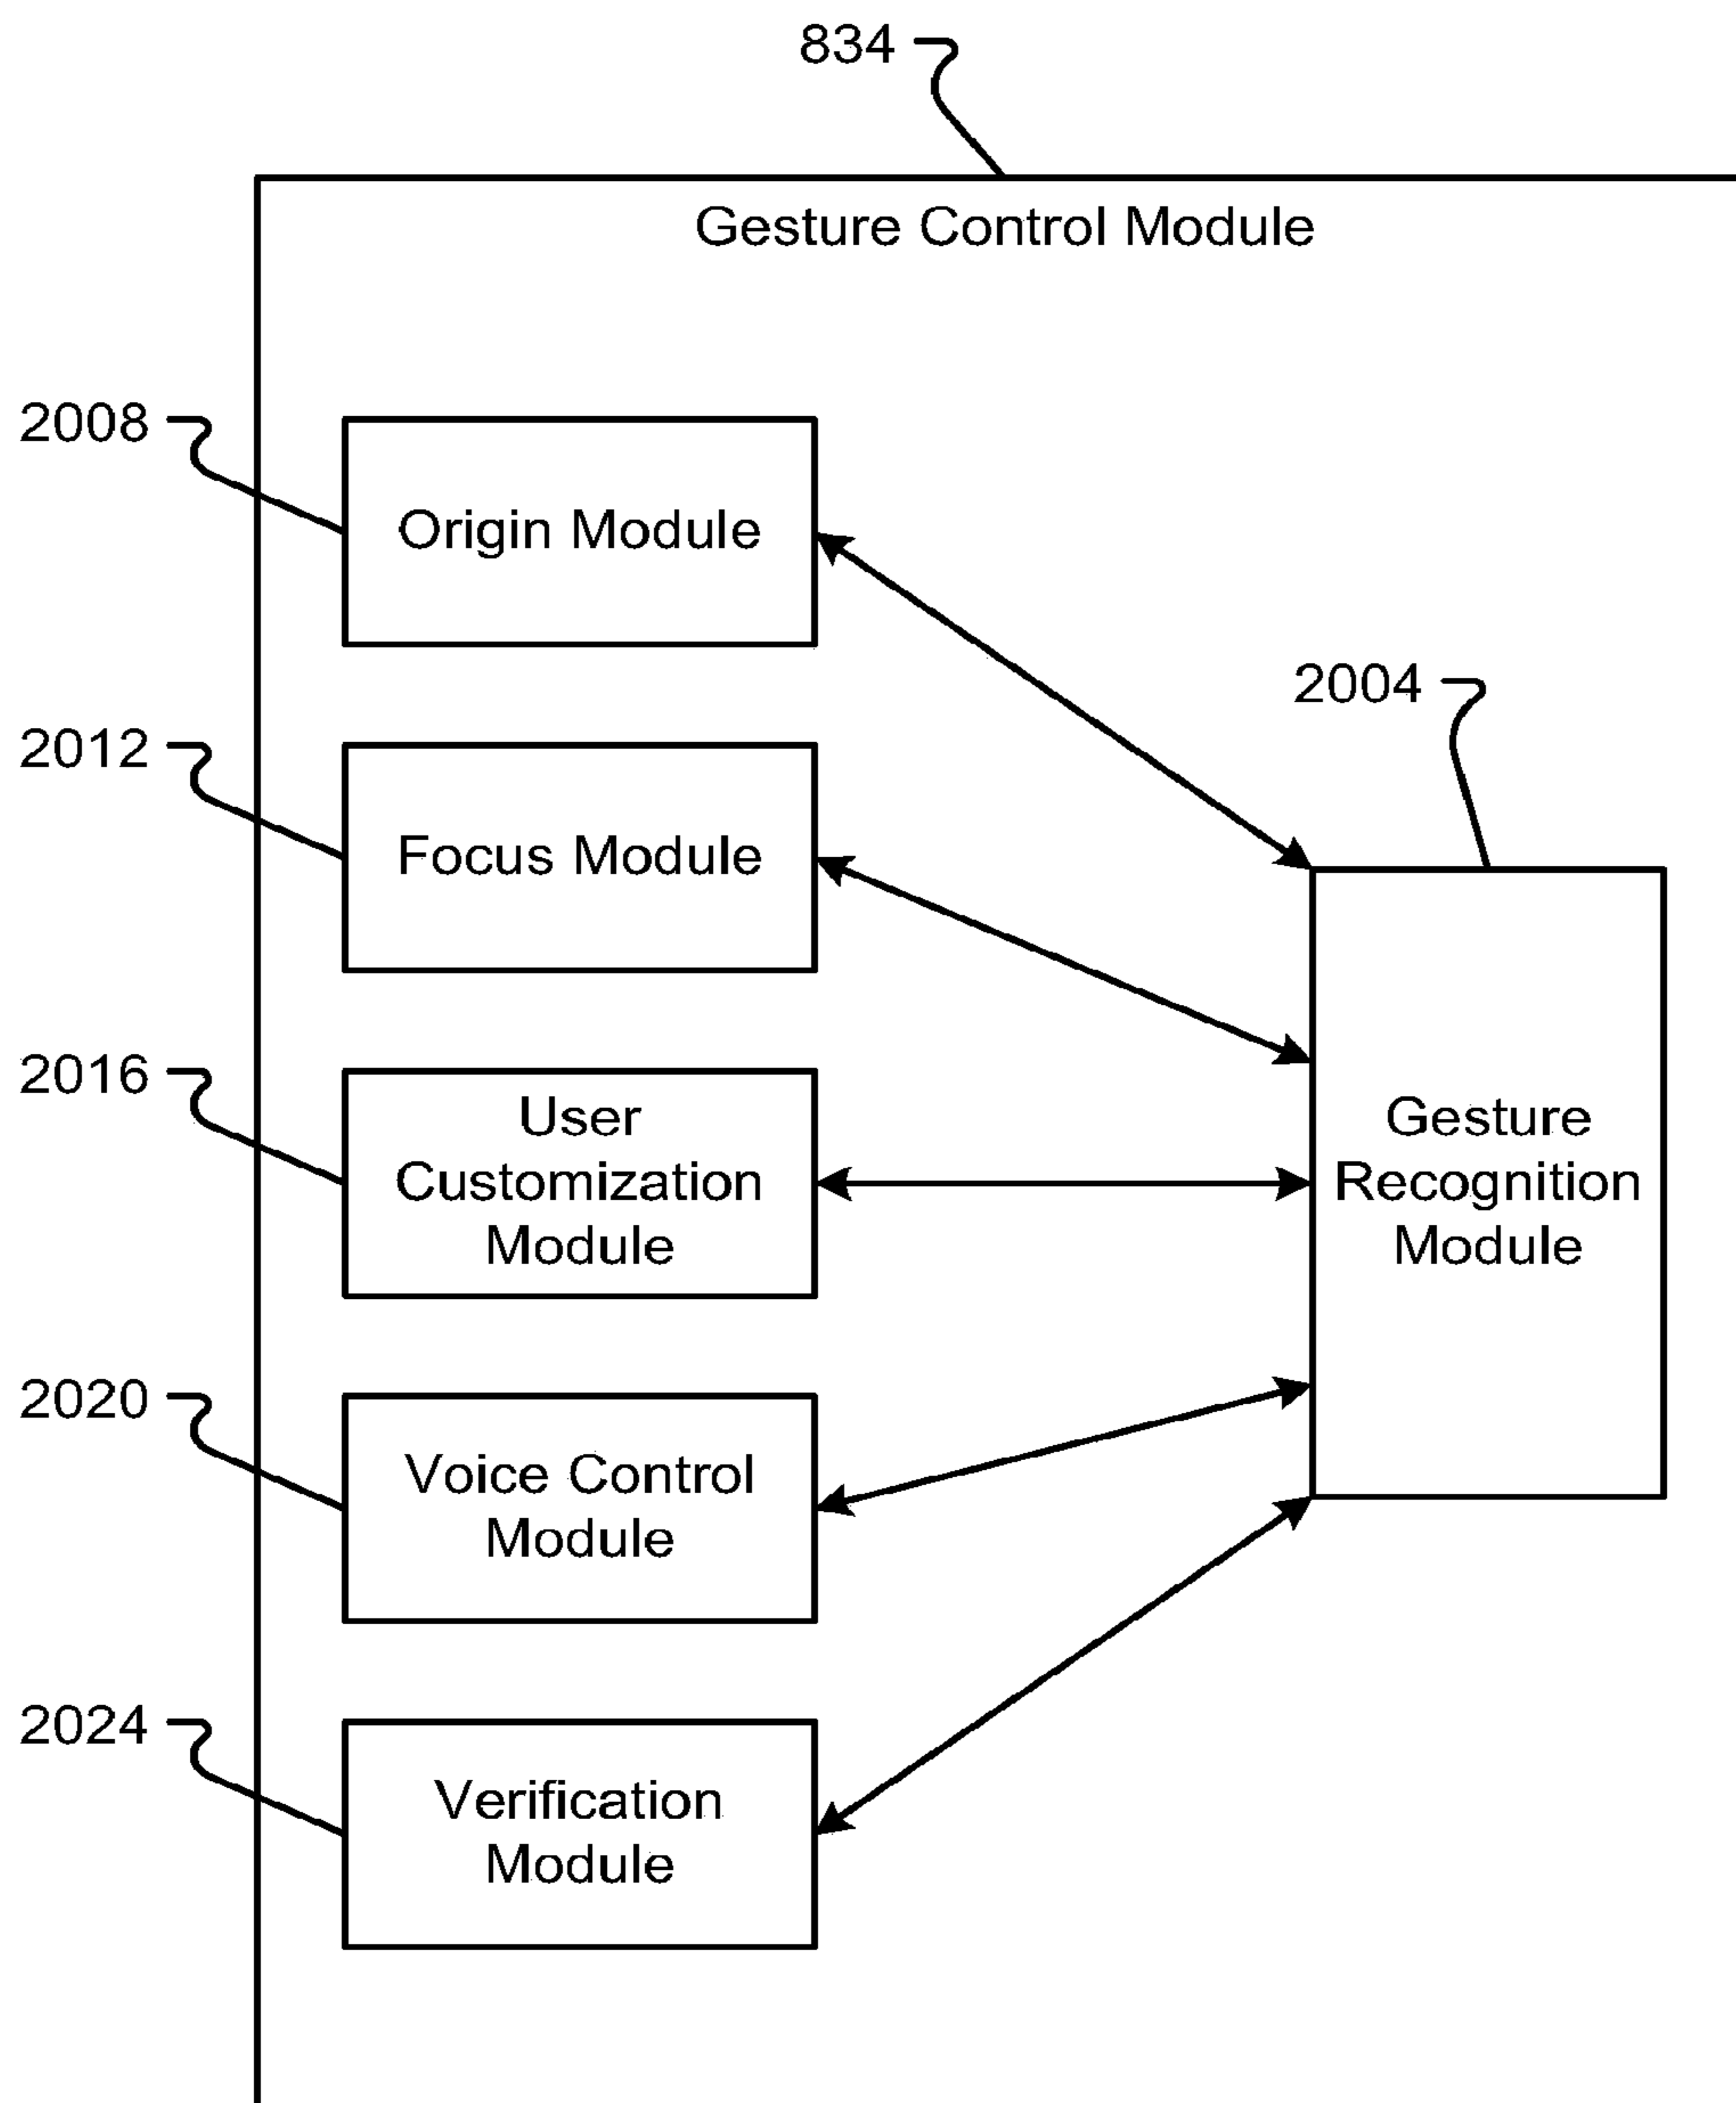 834
Gesture Control Module
2008
Origin Module
2004
2012
Focus Module
2016
User
Customization
Module
Gesture
Recognition
Module
2020
Voice Control
Module
2024
Verification
Module